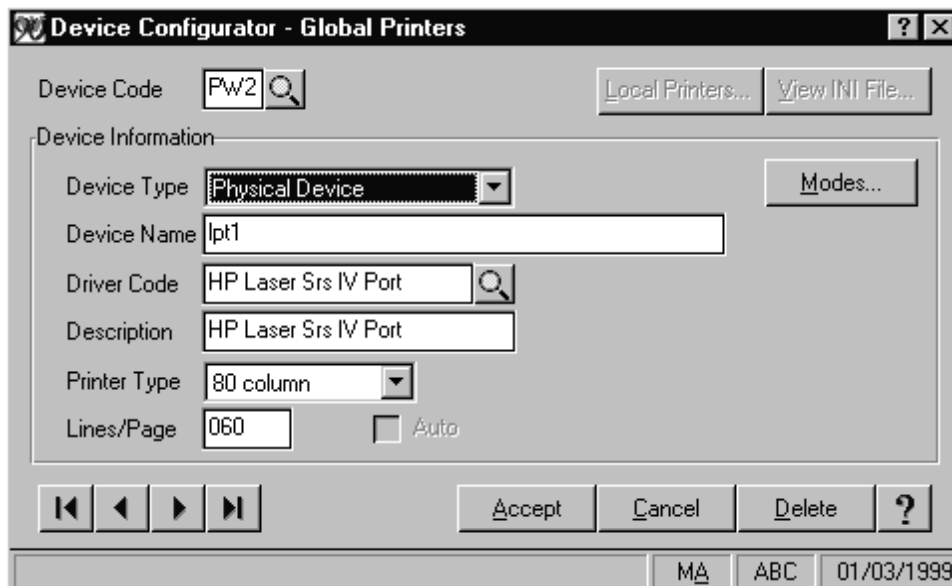 Device Configurator - Global Printers
Device Code PW2 Local Printers... View INI File...
Device Information
Device Type Physical Device Modes...
Device Name lpt1
Driver Code HP Laser Srs IV Port
Description HP Laser Srs IV Port
Printer Type 80 column
Lines/Page 060 Auto
Accept Cancel Delete ?
MA ABC 01/03/1999